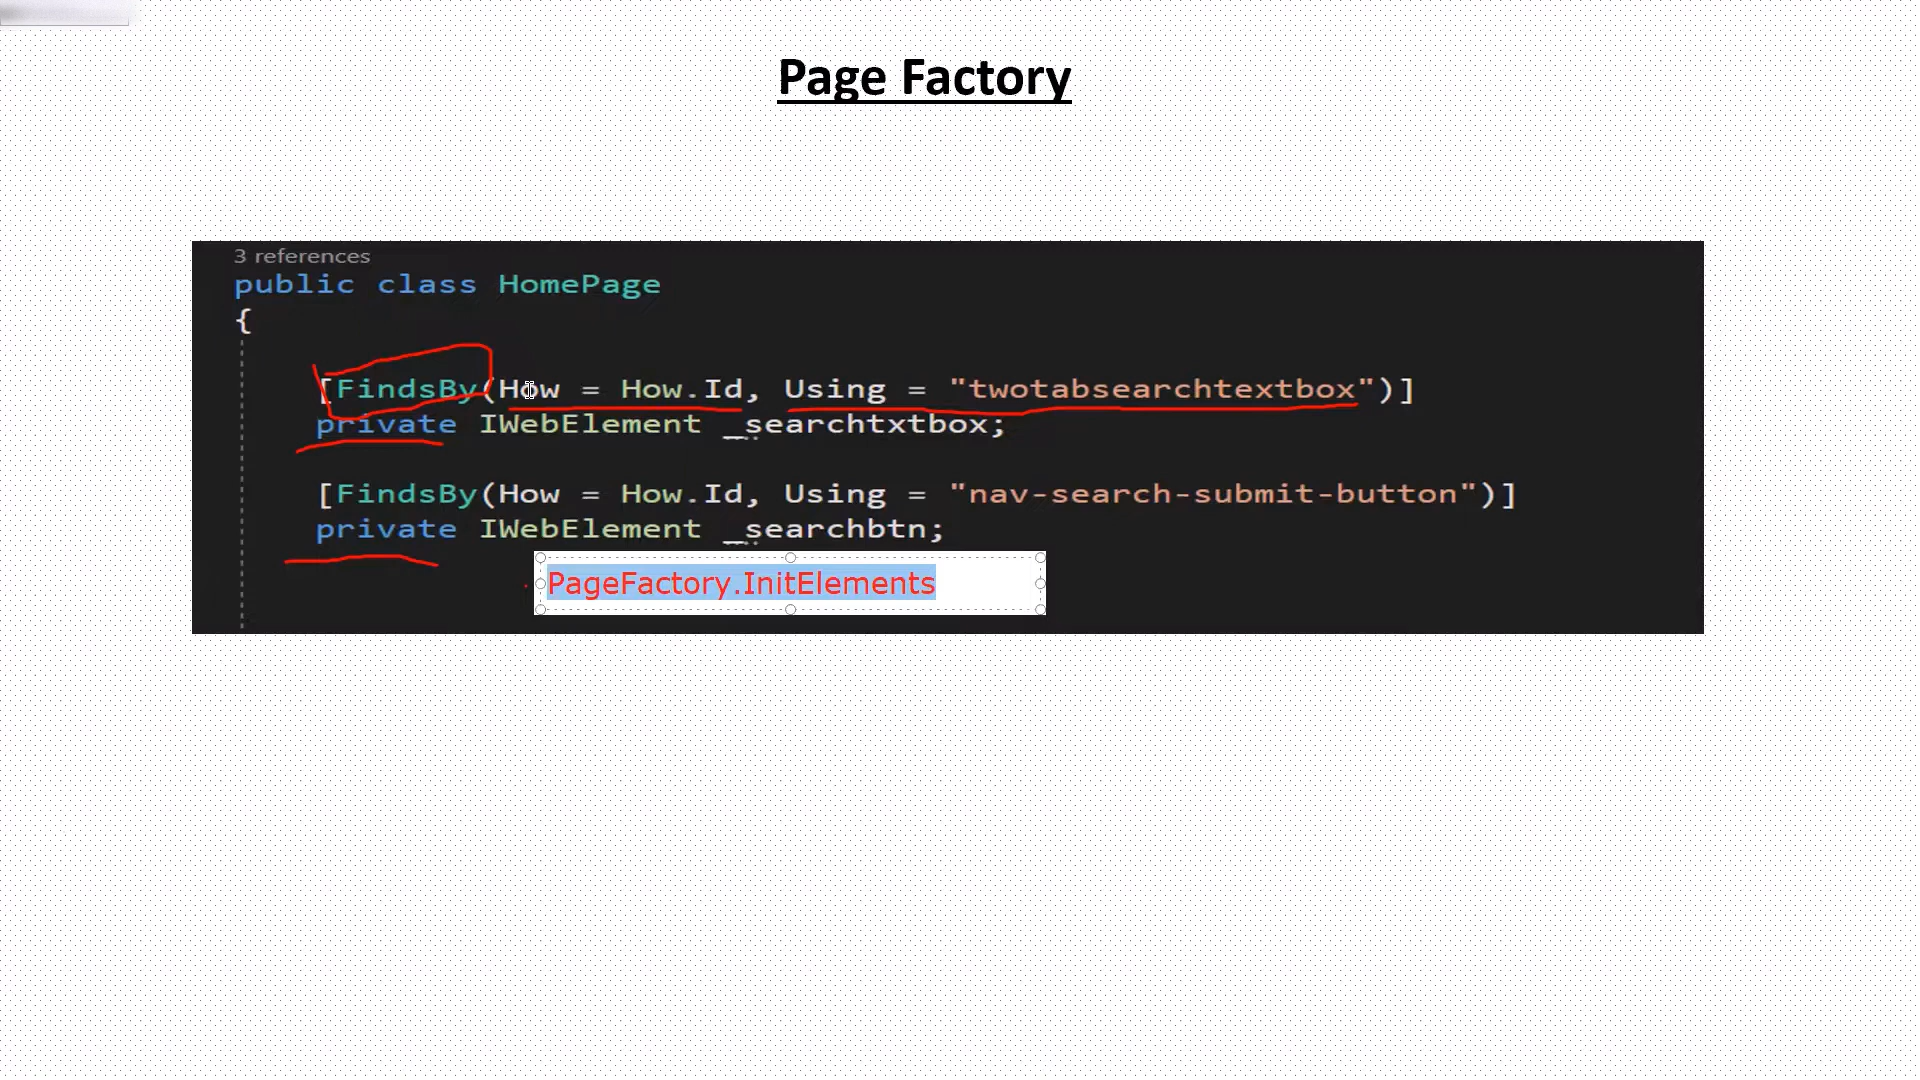 Page Factory
3 references
public class HomePage
{
[FindsBy(How = How.Id, Using = "twotabsearchtextbox")]
private IWebElement _searchtxtbox;
[FindsBy(How = How.Id, Using = "nav-search-submit-button")]
private IWebElement _searchbtn;
PageFactory.InitElements